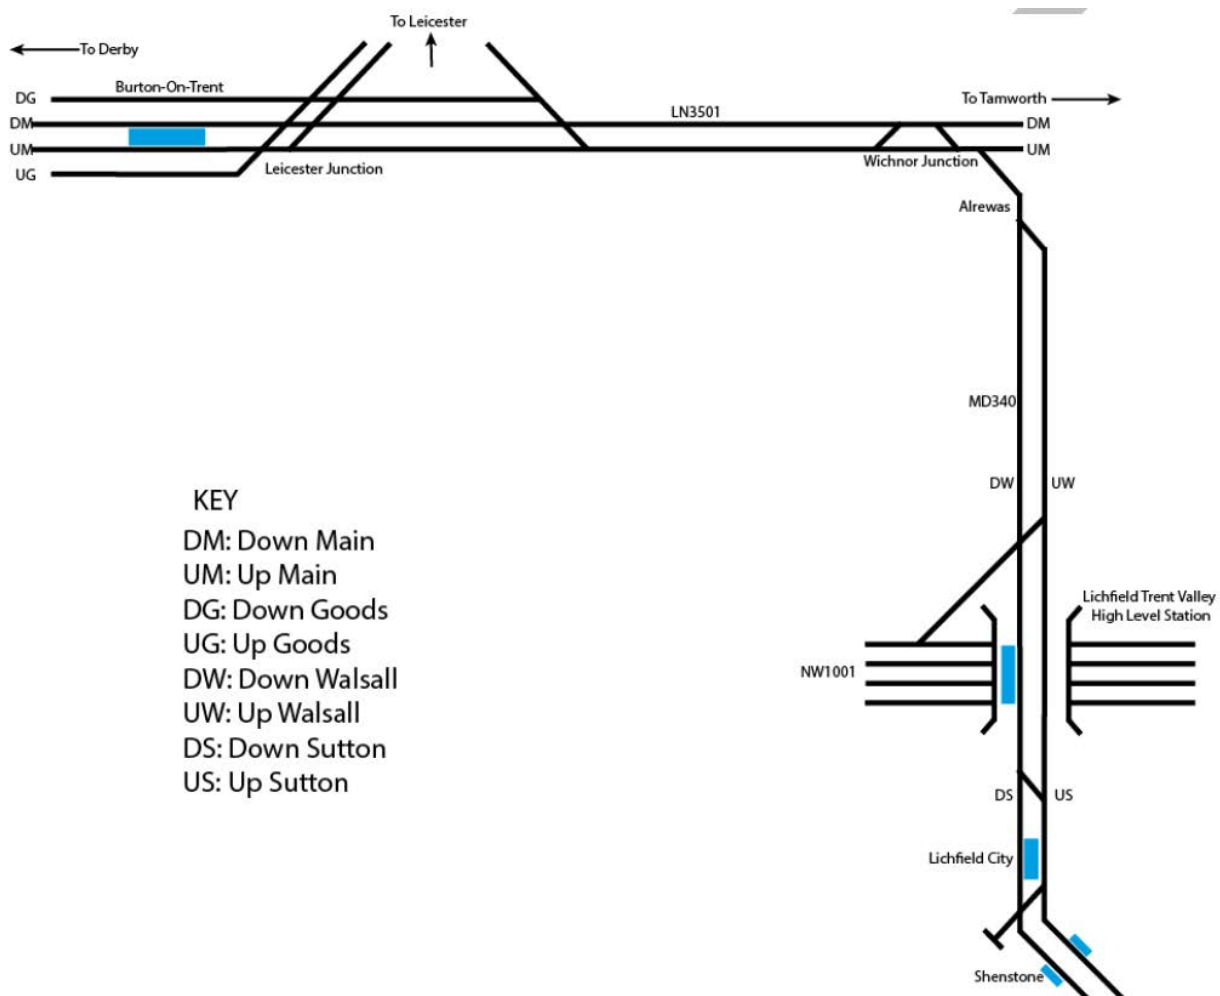 To Leicester
To Derby
Burton-On-Trent
DG
To Tamworth
LN3501
DM
DM
UM
UM
Wichnor Junction
Leicester Junction
UG
Alrewas
MD340
DW
UW
KEY
DM: Down Main
UM: Up Main
DG: Down Goods
UG: Up Goods
DW: Down Walsall
UW: Up Walsall
DS: Down Sutton
US: Up Sutton
Lichfield Trent Valley
High Level Station
NW1001
DS
US
Lichfield City
Shenstone